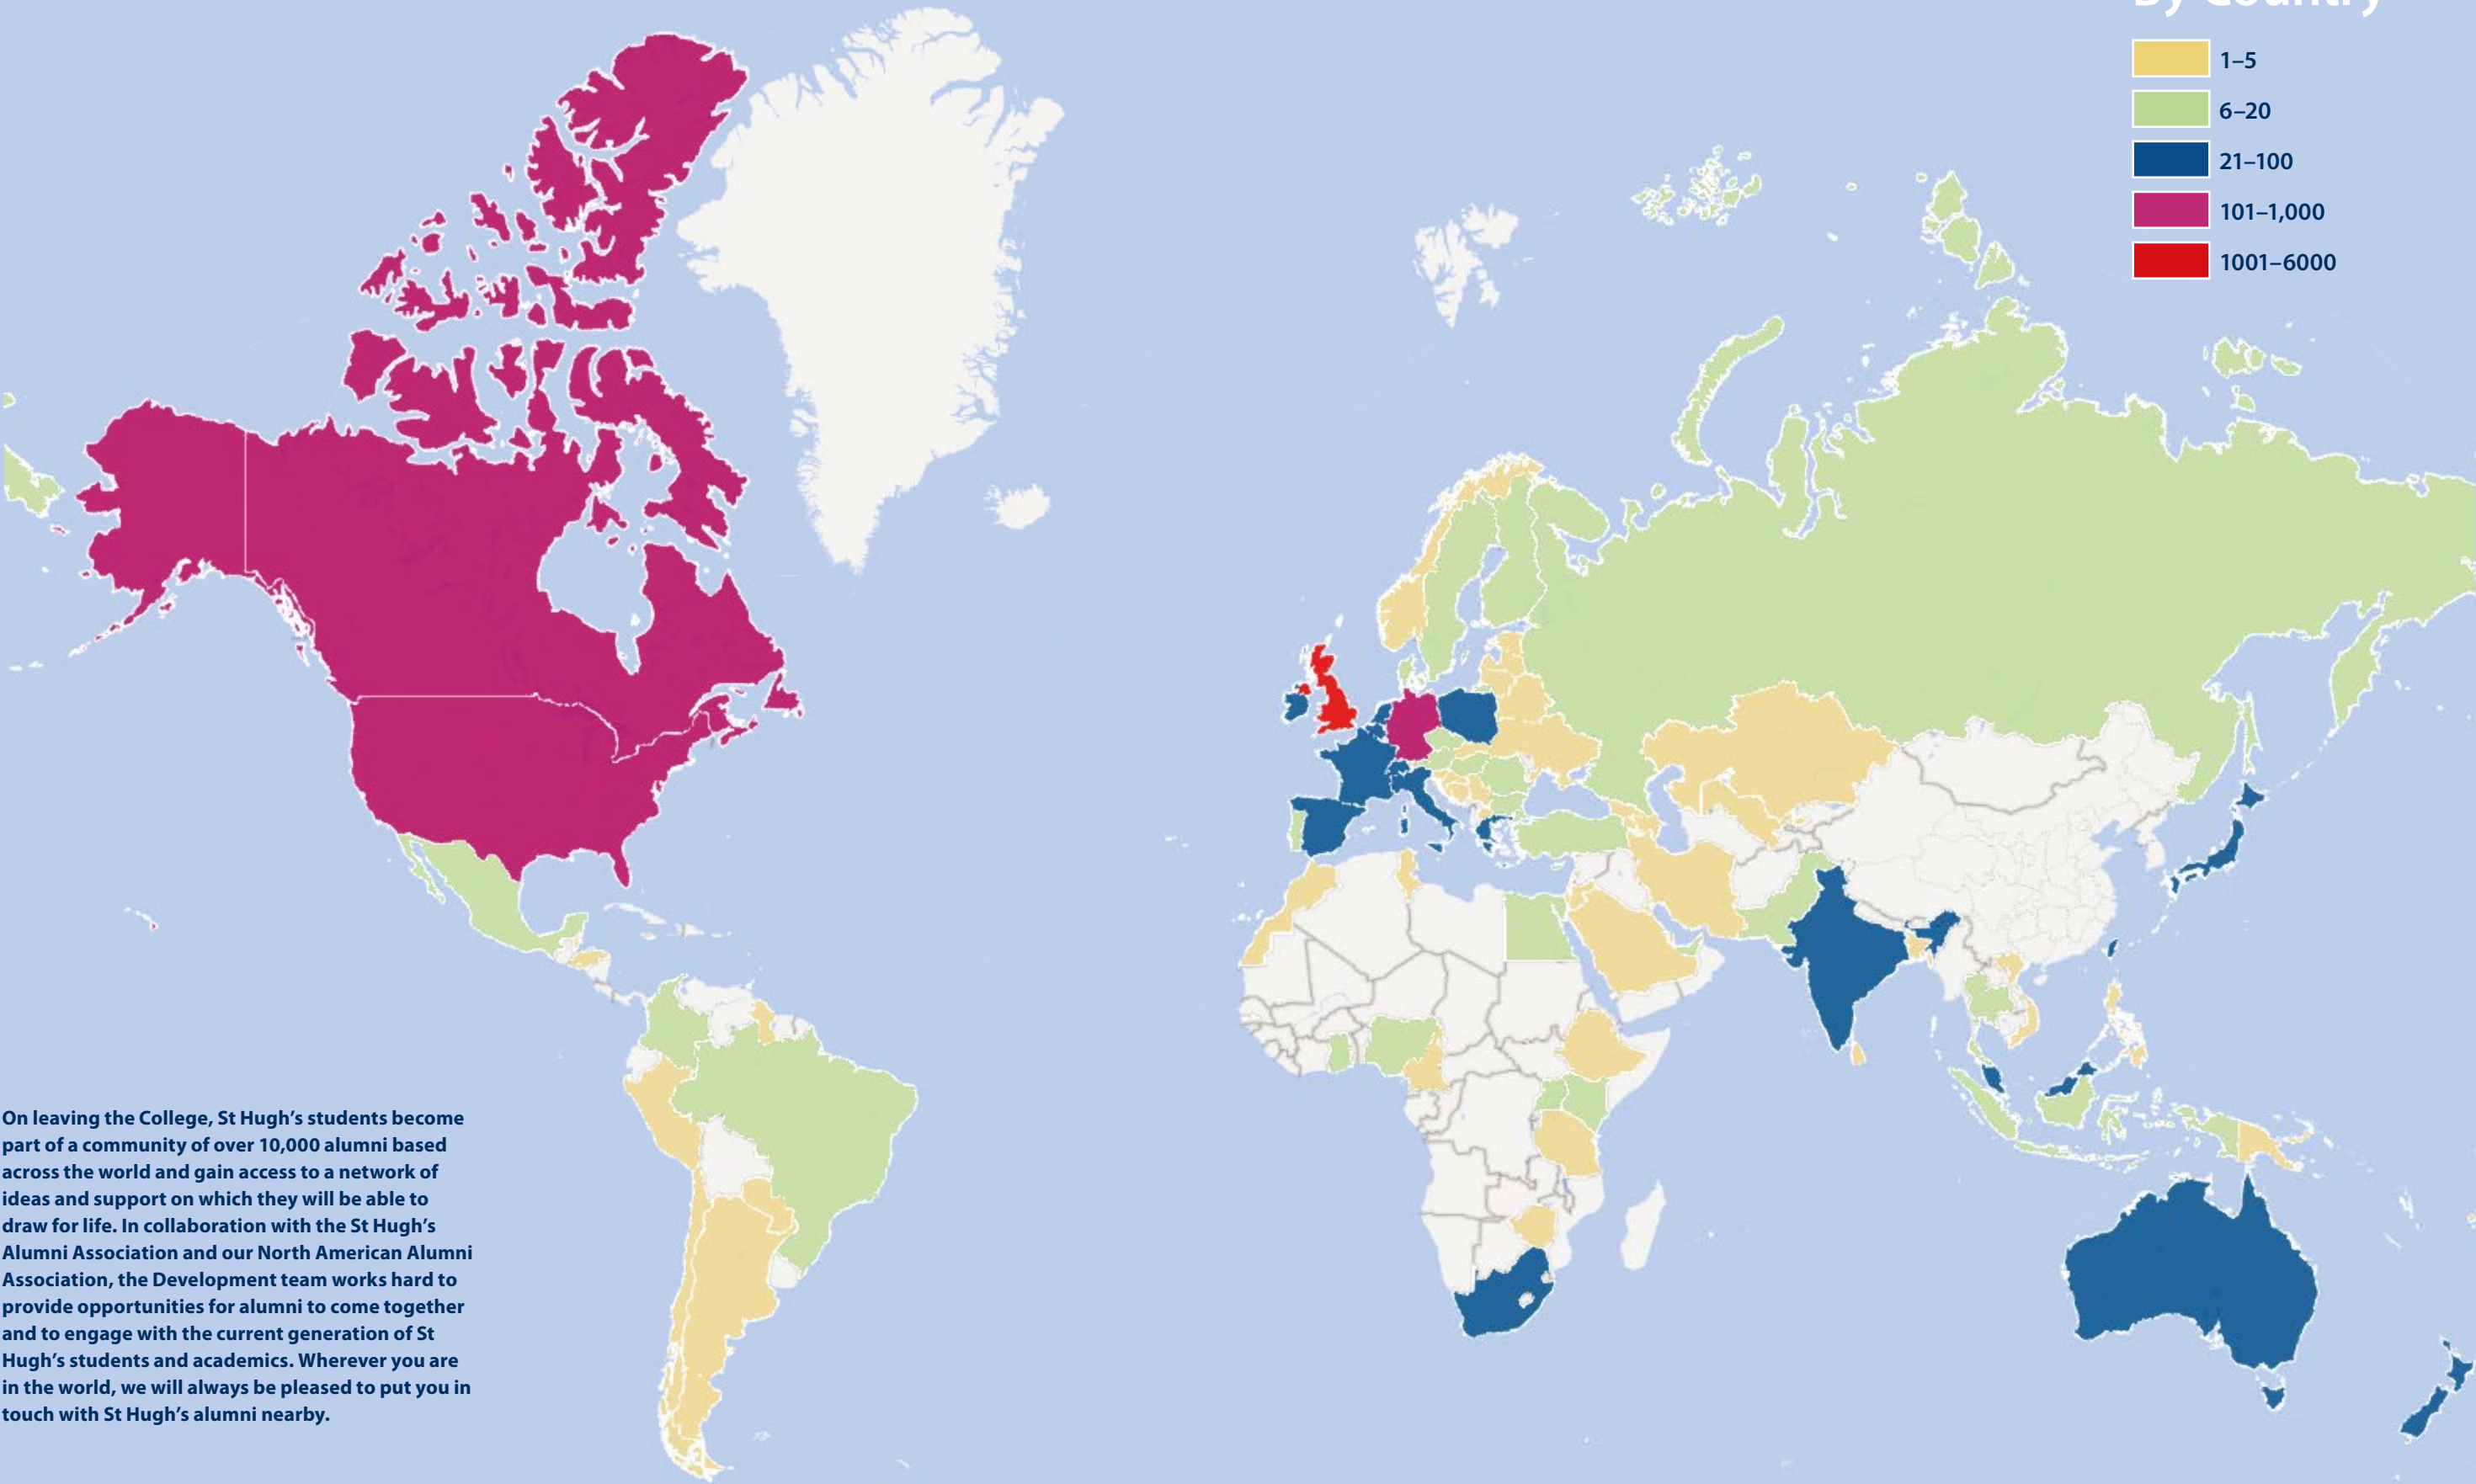 By Country
1–5
6–20
21–100
101–1,000
1001–6000
On leaving the College, St Hugh's students become
part of a community of over 10,000 alumni based
across the world and gain access to a network of
ideas and support on which they will be able to
draw for life. In collaboration with the St Hugh's
Alumni Association and our North American Alumni
Association, the Development team works hard to
provide opportunities for alumni to come together
and to engage with the current generation of St
Hugh's students and academics. Wherever you are
in the world, we will always be pleased to put you in
touch with St Hugh's alumni nearby.